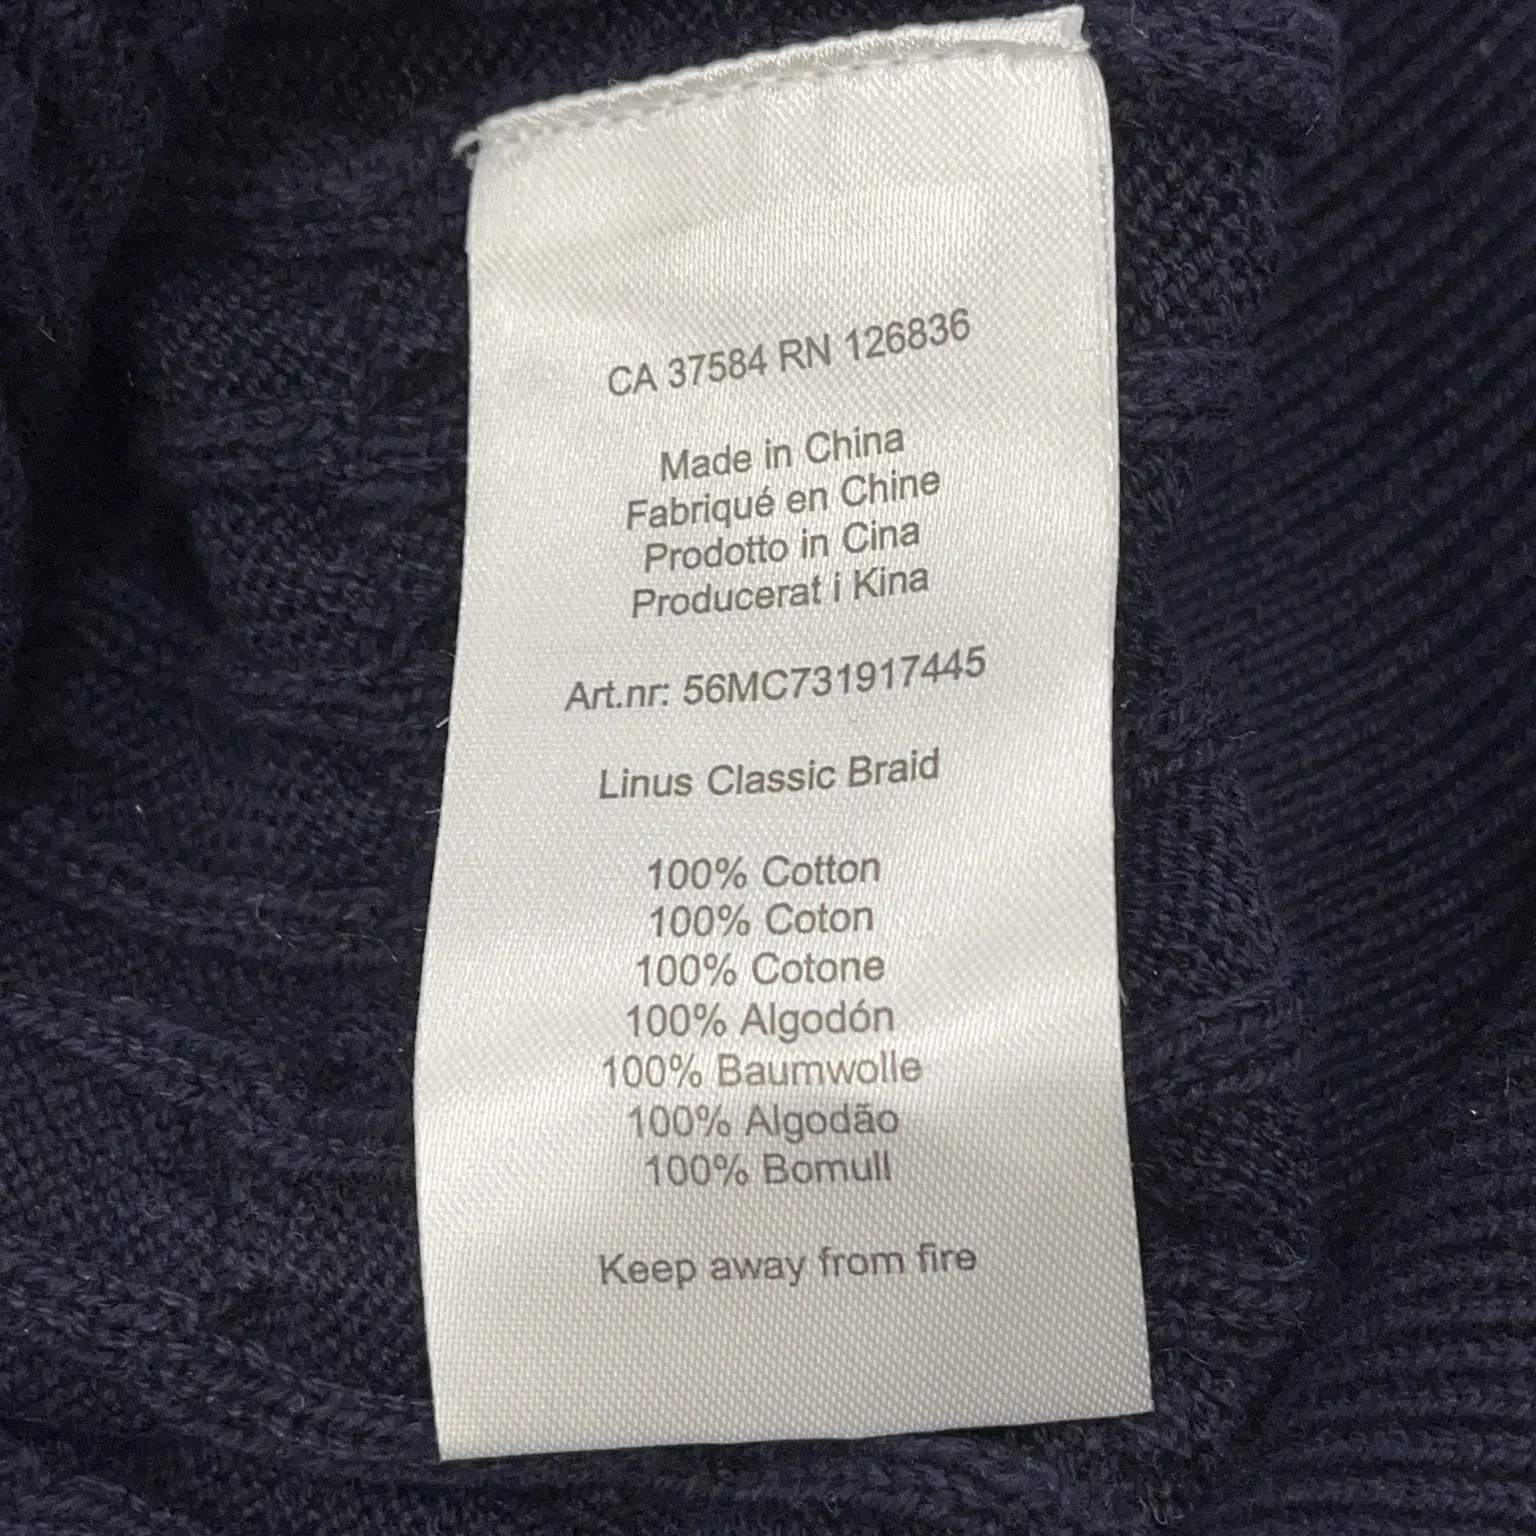 CA 37584 RN 126836
Made in China
Fabriqué en Chine
Prodotto in Cina
Producerat i Kina
Art.nr: 56MC731917445
Linus Classic Braid
100% Cotton
100% Coton
100% Cotone
100% Algodón
100% Baumwolle
100% Algodão
100% Bomull
Keep away from fire